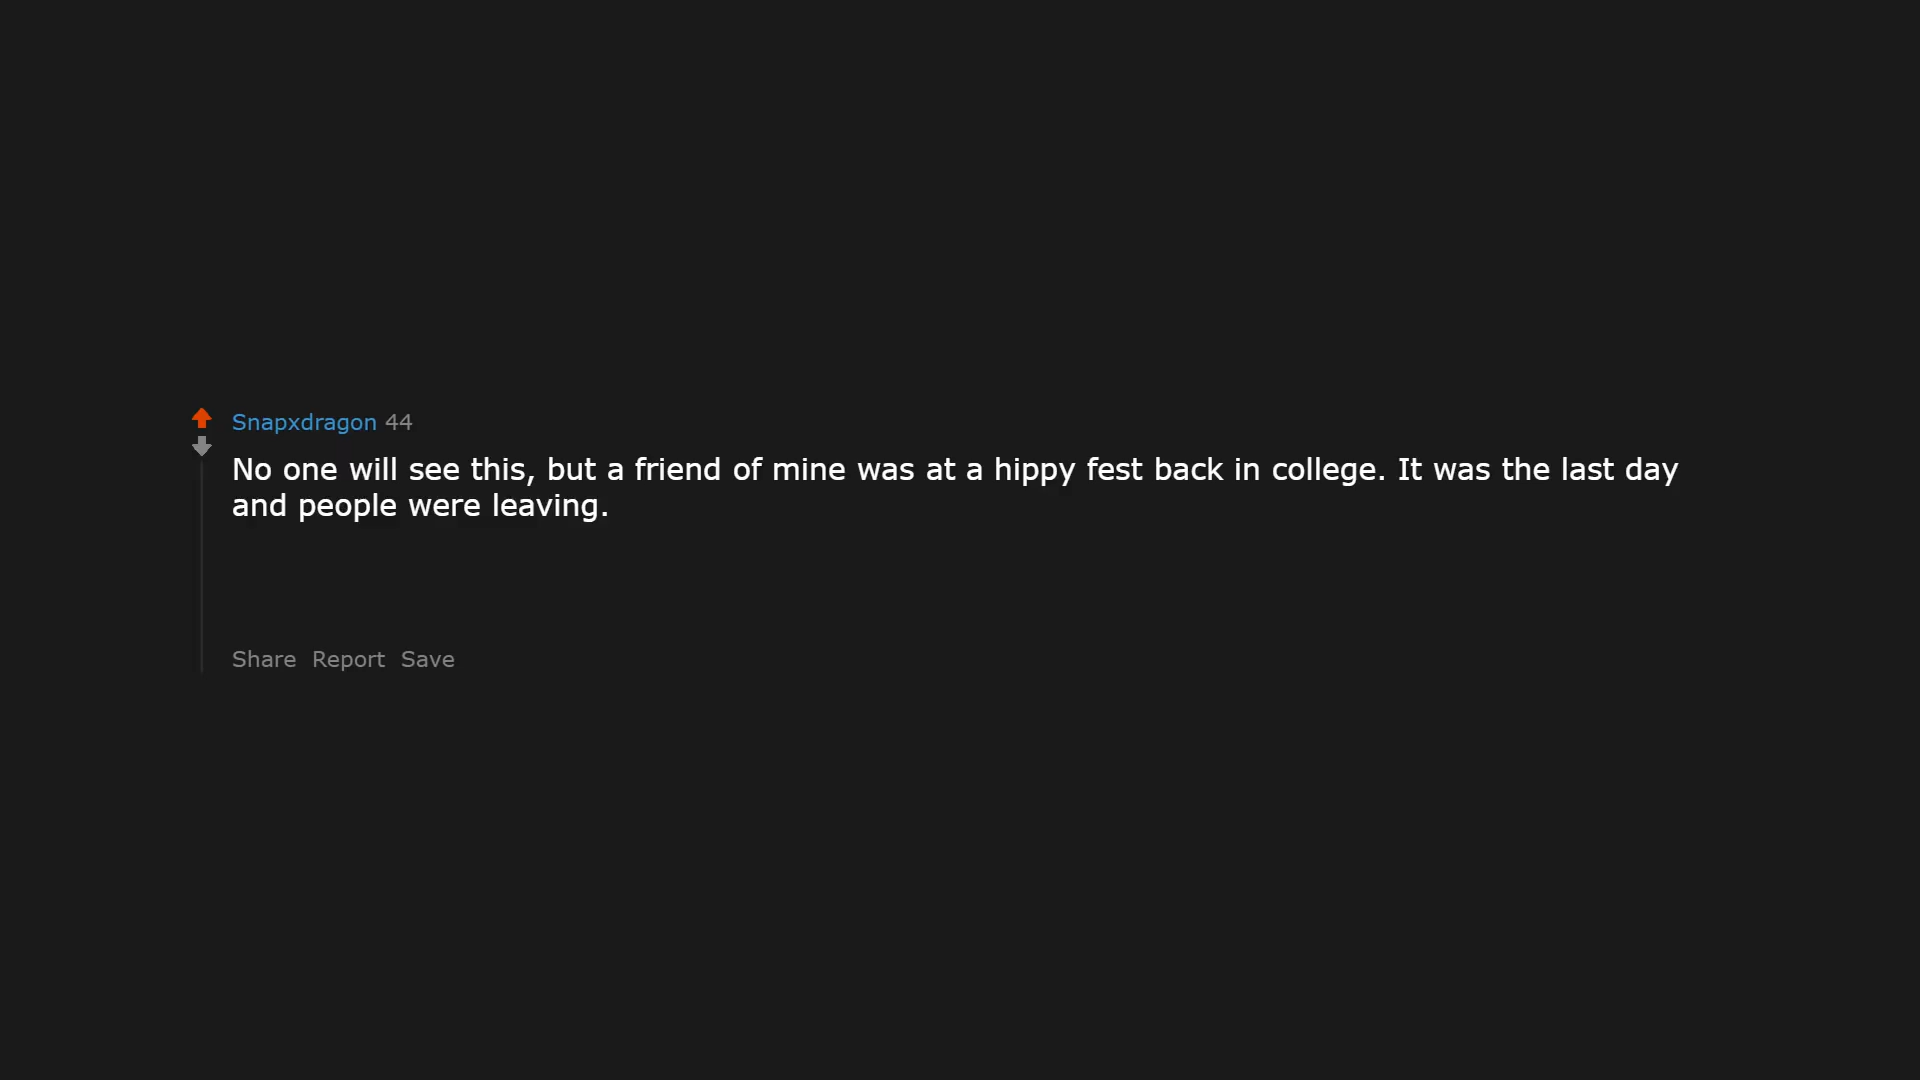 Snapxdragon 44
No one will see this, but a friend of mine was at a hippy fest back in college. It was the last day
and people were leaving.
Share Report Save